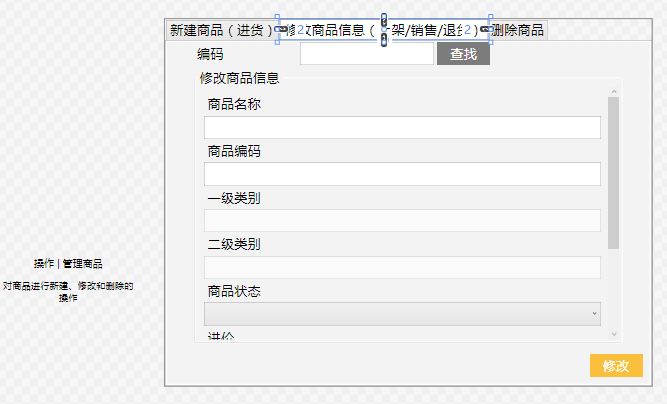 新建商品（进货）
修改商品信息（ 架/销售/退货）
删除商品
编码
查找
修改商品信息
商品名称
商品编码
一级类别
二级类别
商品状态
进价
操作 | 管理商品
对商品进行新建、修改和删除的
操作
修改